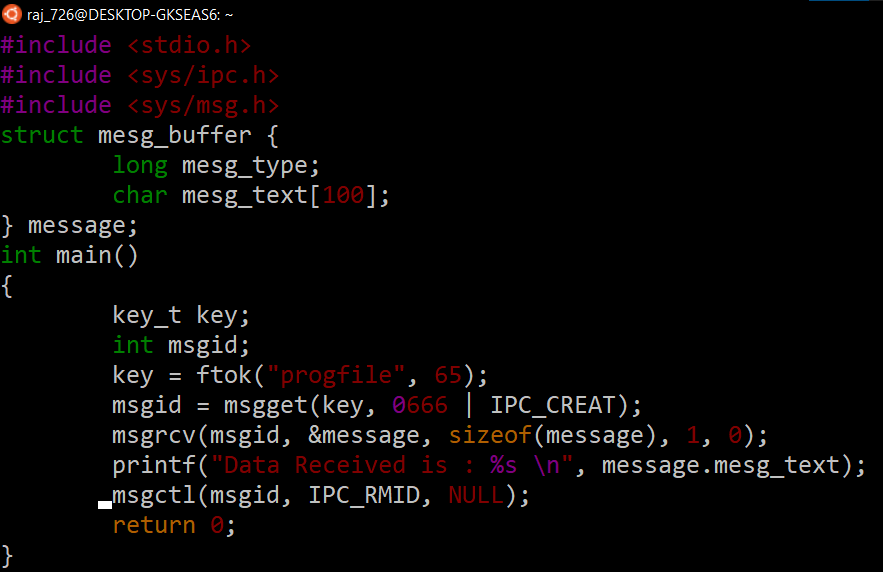 raj_726@DESKTOP-GKSEAS6: ~
#include <stdio.h>
#include <sys/ipc.h>
#include <sys/msg.h>
struct mesg_buffer {
        long mesg_type;
        char mesg_text[100];
} message;
int main()
{
        key_t key;
        int msgid;
        key = ftok("progfile", 65);
        msgid = msgget(key, 0666 | IPC_CREAT);
        msgrcv(msgid, &message, sizeof(message), 1, 0);
        printf("Data Received is : %s \n", message.mesg_text);
        msgctl(msgid, IPC_RMID, NULL);
        return 0;
}